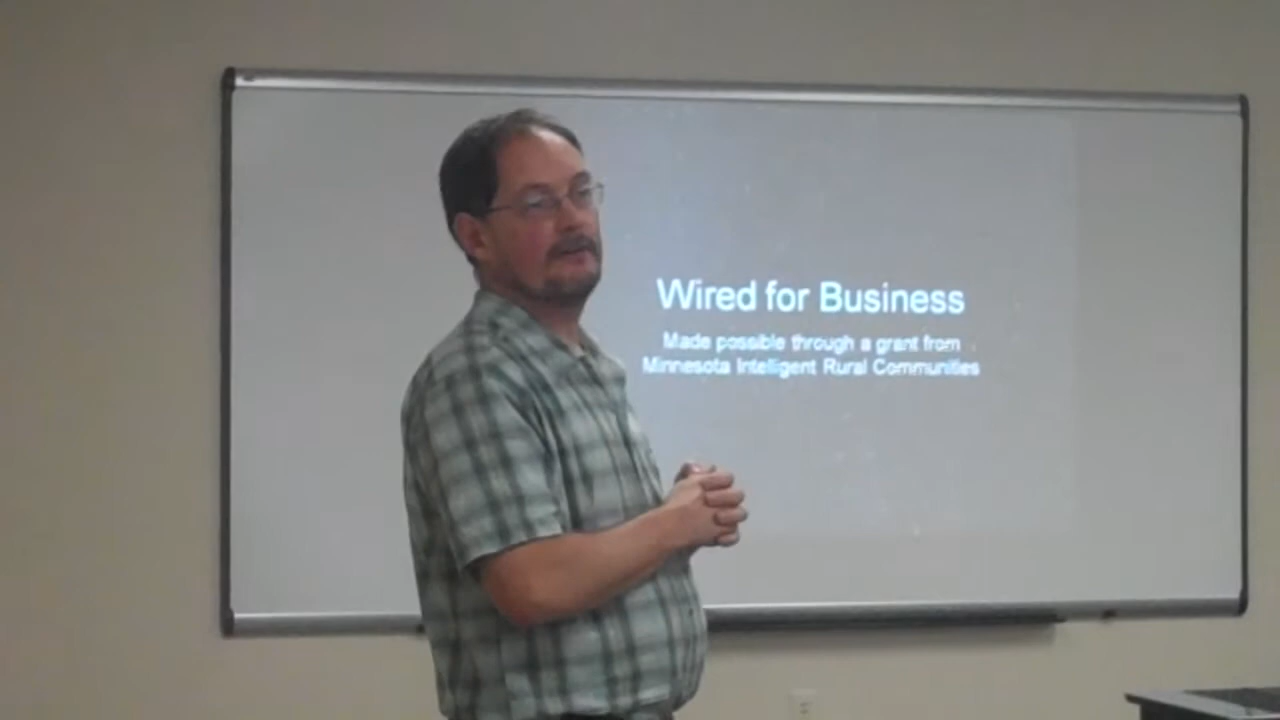 Wired for Business
Made possible through a grant from
Minnesota Intelligent Rural Communities